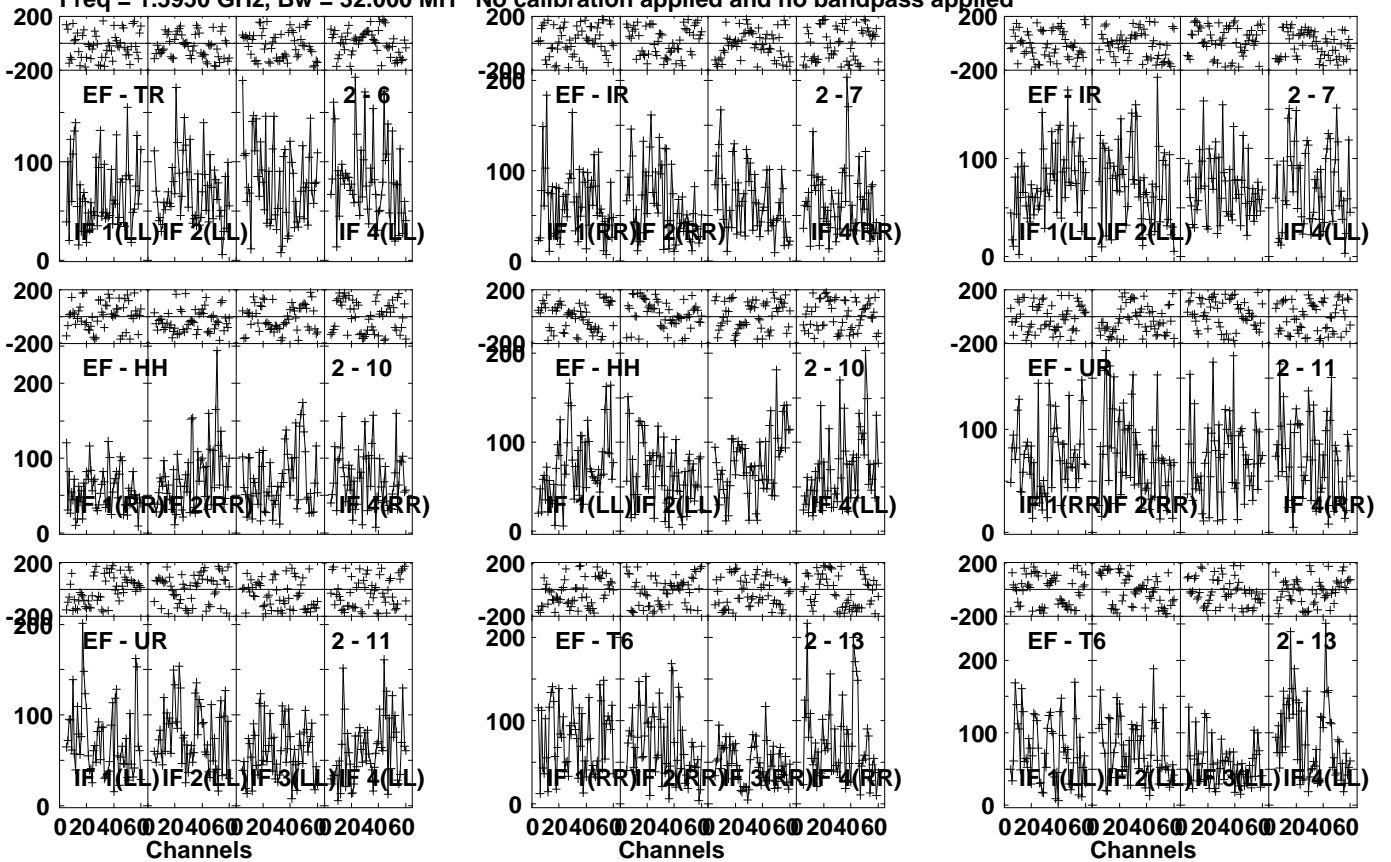 Freq = 1.5950 GHz, Bw = 32.000 MH No calibration applied and no bandpass applied
200 200 200
-200 -200 -200
200
EF - TR 2 - 6 EF - IR 2 - 7 EF - IR 2 - 7
100 100 100
IF 1(LL) IF 2(LL) IF 4(LL) IF 1(RR) IF 2(RR) IF 4(RR) IF 1(LL) IF 2(LL) IF 4(LL)
0 0 0
200 200 200
-200 -200 -200
200
EF - HH 2 - 10 EF - HH 2 - 10 EF - UR 2 - 11
200
100 100 100
IF 1(RR) IF 2(RR) IF 4(RR) IF 1(LL) IF 2(LL) IF 4(LL) IF 1(RR) IF 2(RR) IF 4(RR)
0 0 0
200 200 200
-200 -200 -200
200
EF - UR 2 - 11 EF - T6 2 - 13 EF - T6 2 - 13
200 200
100 100 100
IF 1(LL) IF 2(LL) IF 3(LL) IF 4(LL) IF 1(RR) IF 2(RR) IF 3(RR) IF 4(RR) IF 1(LL) IF 2(LL) IF 3(LL) IF 4(LL)
0 0 0
0 20 40 60 0 20 40 60 0 20 40 60 0 20 40 60 0 20 40 60 0 20 40 60 0 20 40 60 0 20 40 60 0 20 40 60 0 20 40 60 0 20 40 60 0 20 40 60
Channels Channels Channels